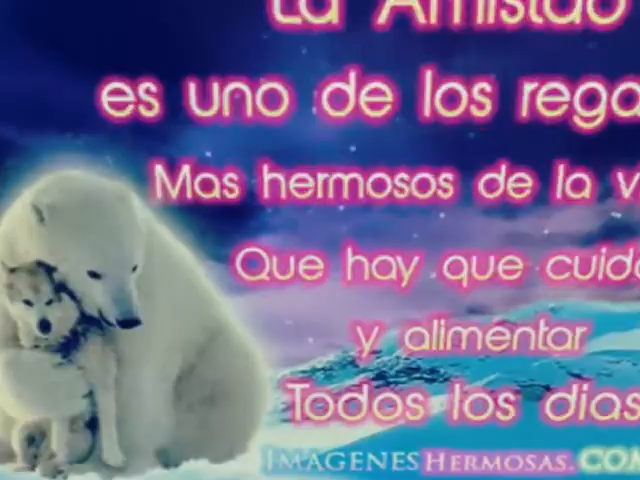 La Amistad
es uno de los rega
Mas hermosos de la v
Que hay que cuida
y alimentar
Todos los dias
IMAGENESHERMOSAS.COM